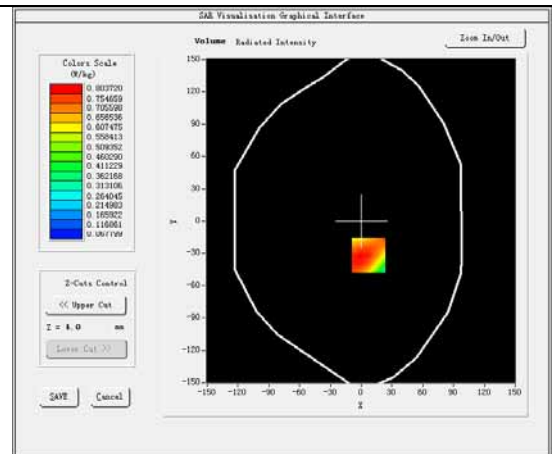 SAR Visualisation Graphical Interface
Volume Radiated Intensity
Zoom In/Out
Colors Scale
(W/kg)
0.803720
0.754659
0.705598
0.656536
0.607475
0.558413
0.509352
0.460290
0.411229
0.362168
0.313106
0.264045
0.214983
0.165922
0.116861
0.067799
Z-Cuts Control
<< Upper Cut
Z = 4.0 mm
Lower Cut >>
SAVE
Cancel
150
120
90
60
30
0
-30
-60
-90
-120
-150
Y
-150 -120 -90 -60 -30 0 30 60 90 120 150
X